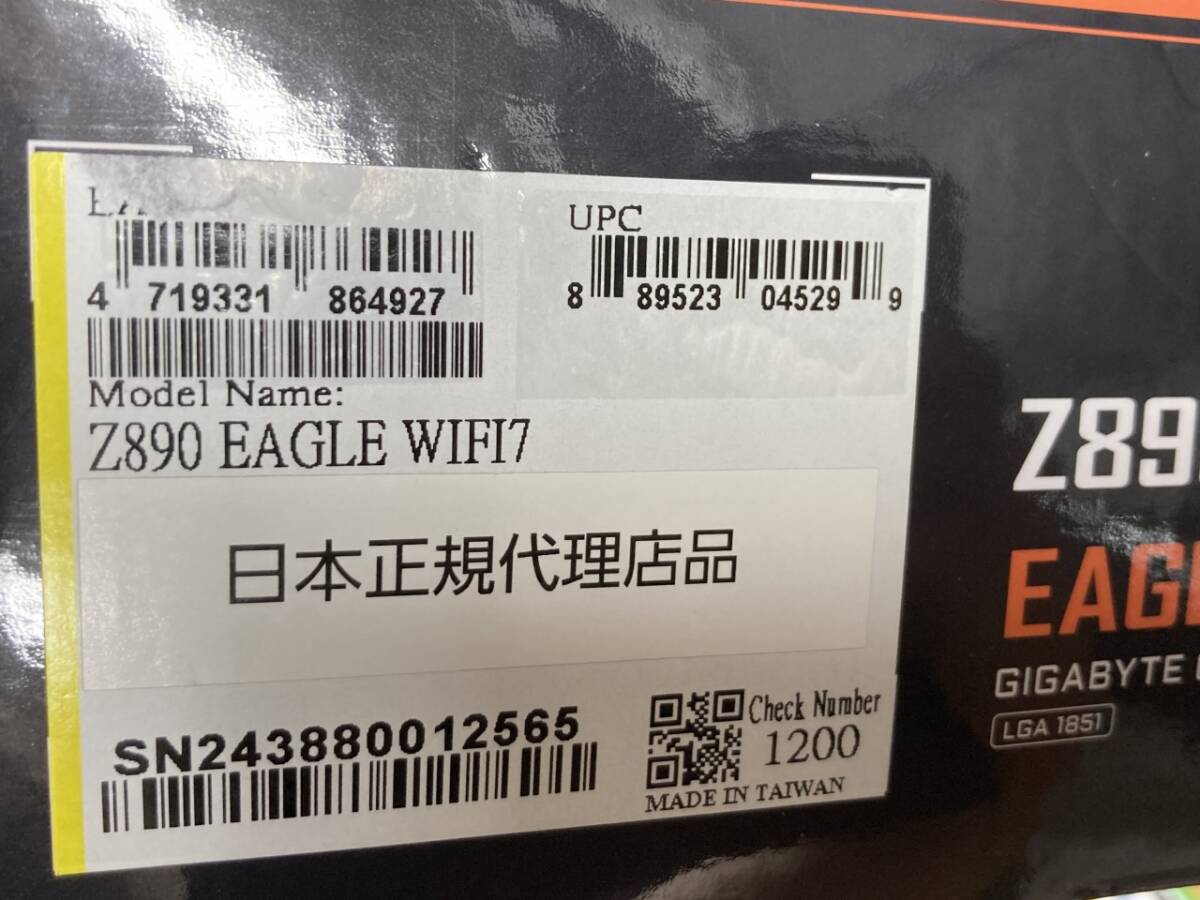 UPC
4 719331 864927
8 89523 04529 9
Model Name:
Z890 EAGLE WIFI7
日本正規代理店品
SN243880012565
Check Number
1200
MADE IN TAIWAN
GIGABYTE
LGA 1851